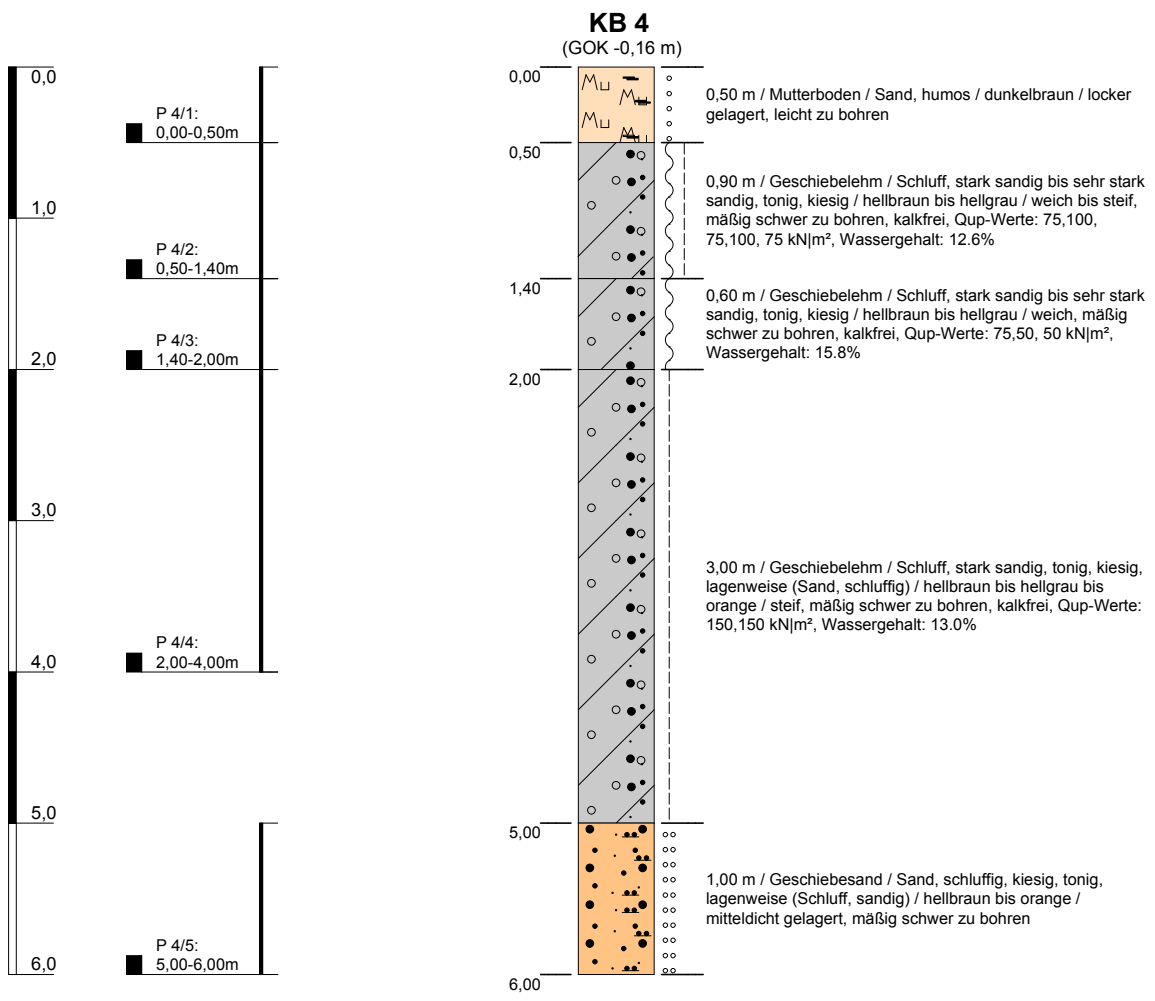 KB 4
(GOK -0,16 m)
0,0
1,0
2,0
3,0
4,0
5,0
6,0
P 4/1:
0,00-0,50m
P 4/2:
0,50-1,40m
P 4/3:
1,40-2,00m
P 4/4:
2,00-4,00m
P 4/5:
5,00-6,00m
0,00
0,50
1,40
2,00
5,00
6,00
0,50 m / Mutterboden / Sand, humos / dunkelbraun / locker
gelagert, leicht zu bohren
0,90 m / Geschiebelehm / Schluff, stark sandig bis sehr stark
sandig, tonig, kiesig / hellbraun bis hellgrau / weich bis steif,
mäßig schwer zu bohren, kalkfrei, Qup-Werte: 75,100,
75,100, 75 kN|m², Wassergehalt: 12.6%
0,60 m / Geschiebelehm / Schluff, stark sandig bis sehr stark
sandig, tonig, kiesig / hellbraun bis hellgrau / weich, mäßig
schwer zu bohren, kalkfrei, Qup-Werte: 75,50, 50 kN|m²,
Wassergehalt: 15.8%
3,00 m / Geschiebelehm / Schluff, stark sandig, tonig, kiesig,
lagenweise (Sand, schluffig) / hellbraun bis hellgrau bis
orange / steif, mäßig schwer zu bohren, kalkfrei, Qup-Werte:
150,150 kN|m², Wassergehalt: 13.0%
1,00 m / Geschiebesand / Sand, schluffig, kiesig, tonig,
lagenweise (Schluff, sandig) / hellbraun bis orange /
mitteldicht gelagert, mäßig schwer zu bohren